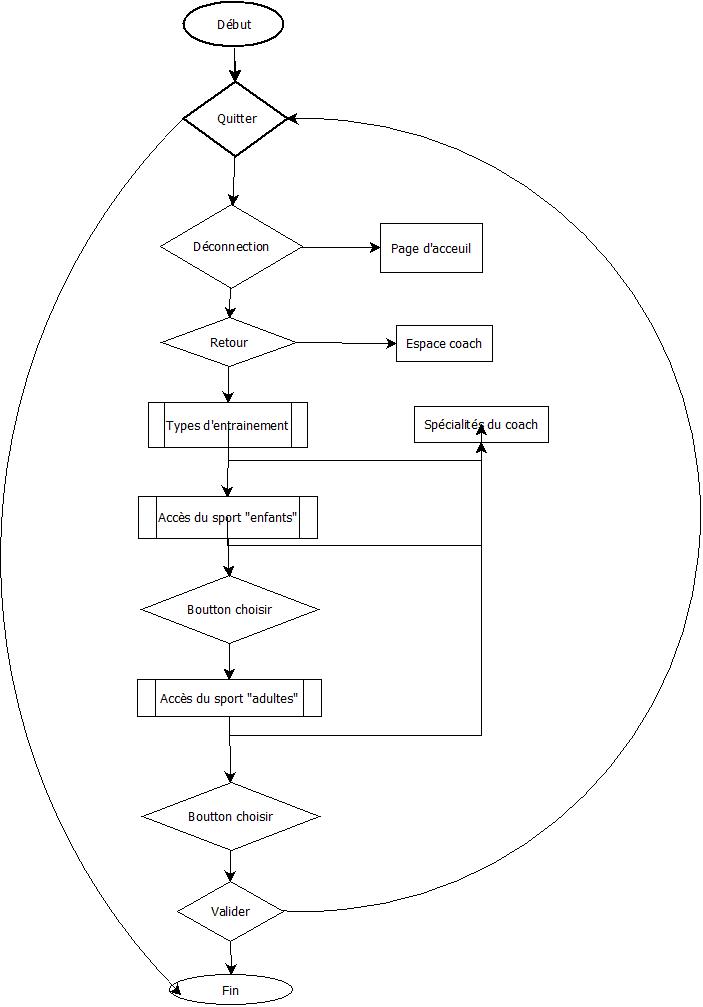 Début
Quitter
Déconnection
Page d'acceuil
Retour
Espace coach
Types d'entrainement
Spécialités du coach
Accès du sport "enfants"
Boutton choisir
Accès du sport "adultes"
Boutton choisir
Valider
Fin